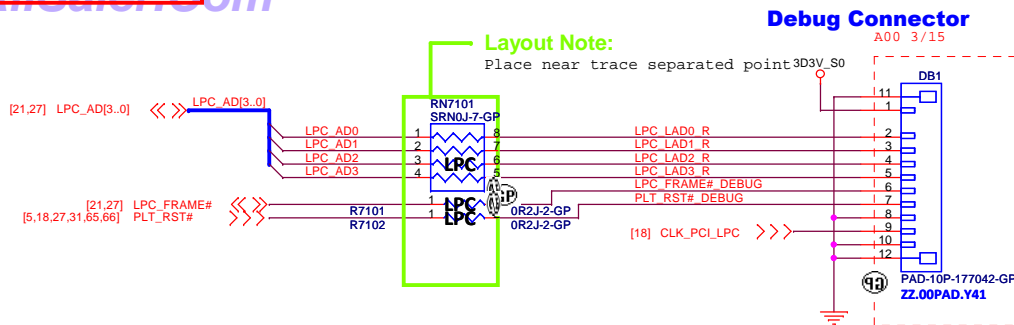 Debug Connector
A00 3/15
Layout Note:
Place near trace separated point
3D3V_S0
DB1
[21,27] LPC_AD[3..0]
LPC_AD[3..0]
RN7101
SRN0J-7-GP
11
1
LPC_AD0 1 8 LPC_LAD0_R 2
LPC_AD1 2 7 LPC_LAD1_R 3
LPC_AD2 3 LPC 6 LPC_LAD2_R 4
LPC_AD3 4 5 LPC_LAD3_R 5
LPC_FRAME#_DEBUG 6
[21,27] LPC_FRAME# 1 LPC
PLT_RST#_DEBUG 7
R7101 0R2J-2-GP
[5,18,27,31,65,66] PLT_RST# 1 LPC
8
R7102 0R2J-2-GP
[18] CLK_PCI_LPC 9
10
12
GP
PAD-10P-177042-GP
ZZ.00PAD.Y41